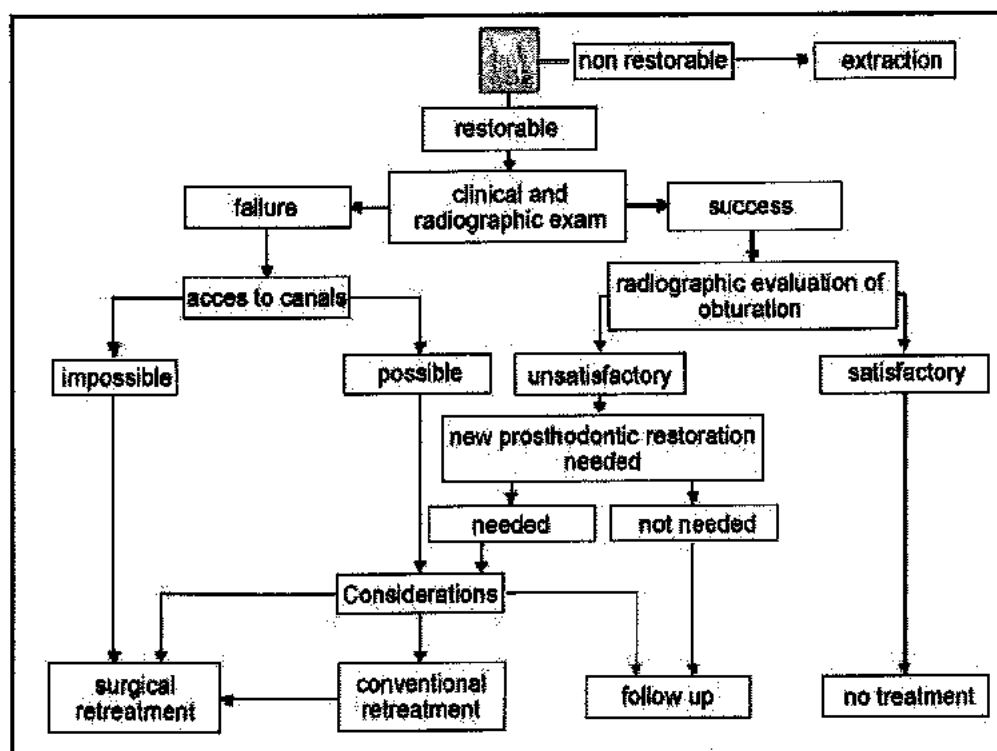 non restorable
extraction
restorable
clinical and
radiographic exam
failure
success
acces to canals
radiographic evaluation of
obturation
impossible
possible
unsatisfactory
satisfactory
new prosthodontic restoration
needed
needed
not needed
Considerations
surgical
retreatment
conventional
retreatment
follow up
no treatment